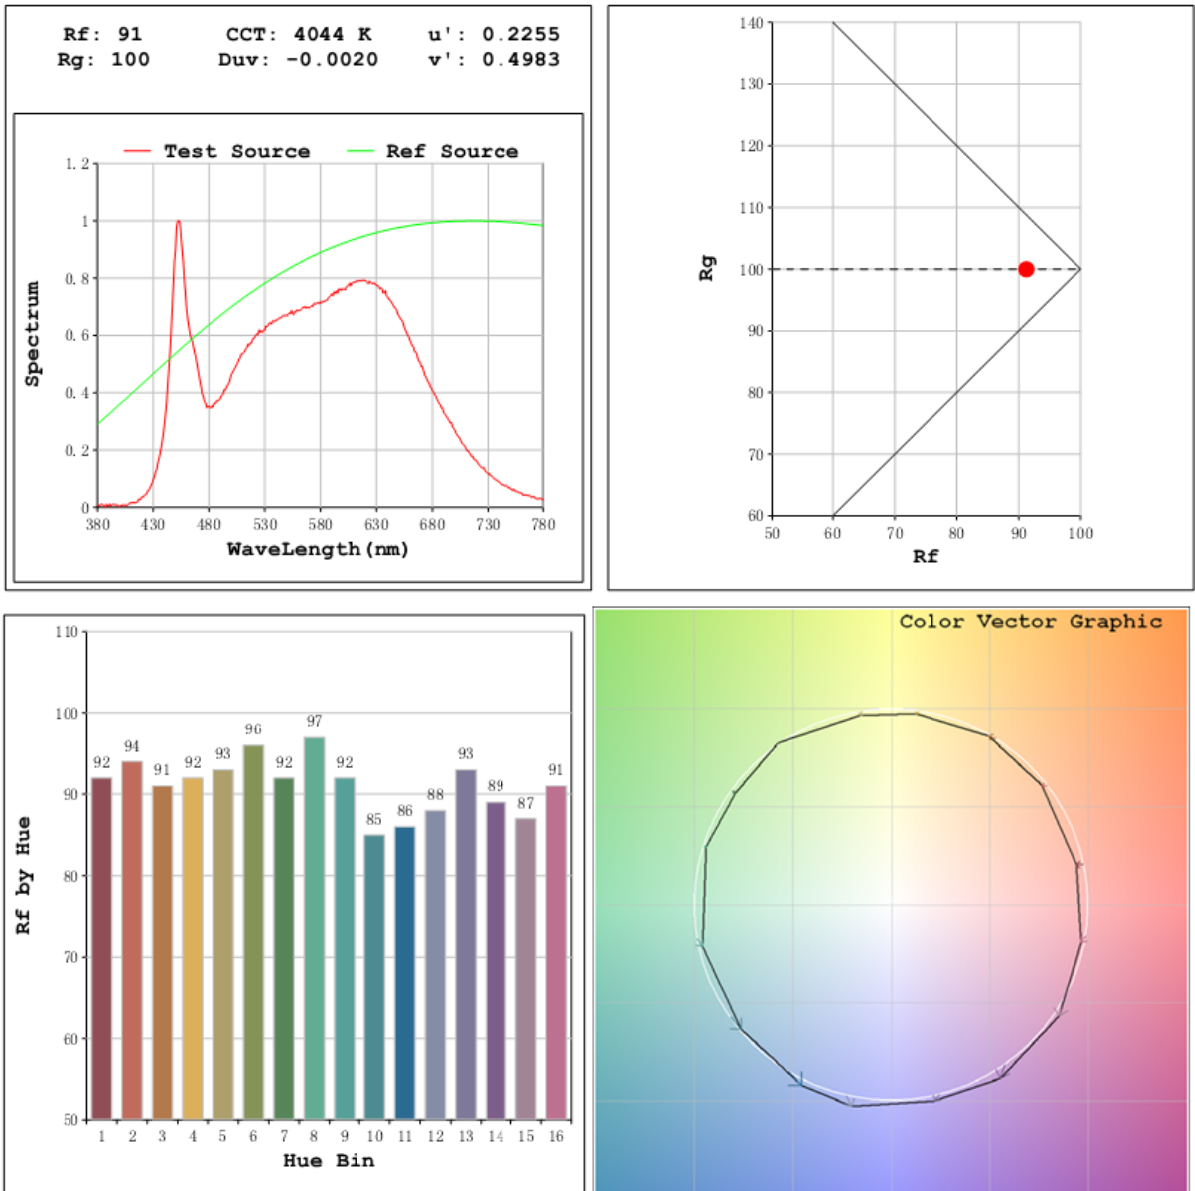 Rf: 91 CCT: 4044 K u': 0.2255
Rg: 100 Duv: -0.0020 v': 0.4983
Test Source Ref Source
1.2
1
0.8
0.6
0.4
0.2
0
Spectrum
380 430 480 530 580 630 680 730 780
WaveLength(nm)
140
130
120
110
100
90
80
70
60
Rg
50 60 70 80 90 100
Rf
110
100
90
80
70
60
50
Rf by Hue
92 94 91 92 93 96 92 97 92 85 86 88 93 89 87 91
1 2 3 4 5 6 7 8 9 10 11 12 13 14 15 16
Hue Bin
Color Vector Graphic